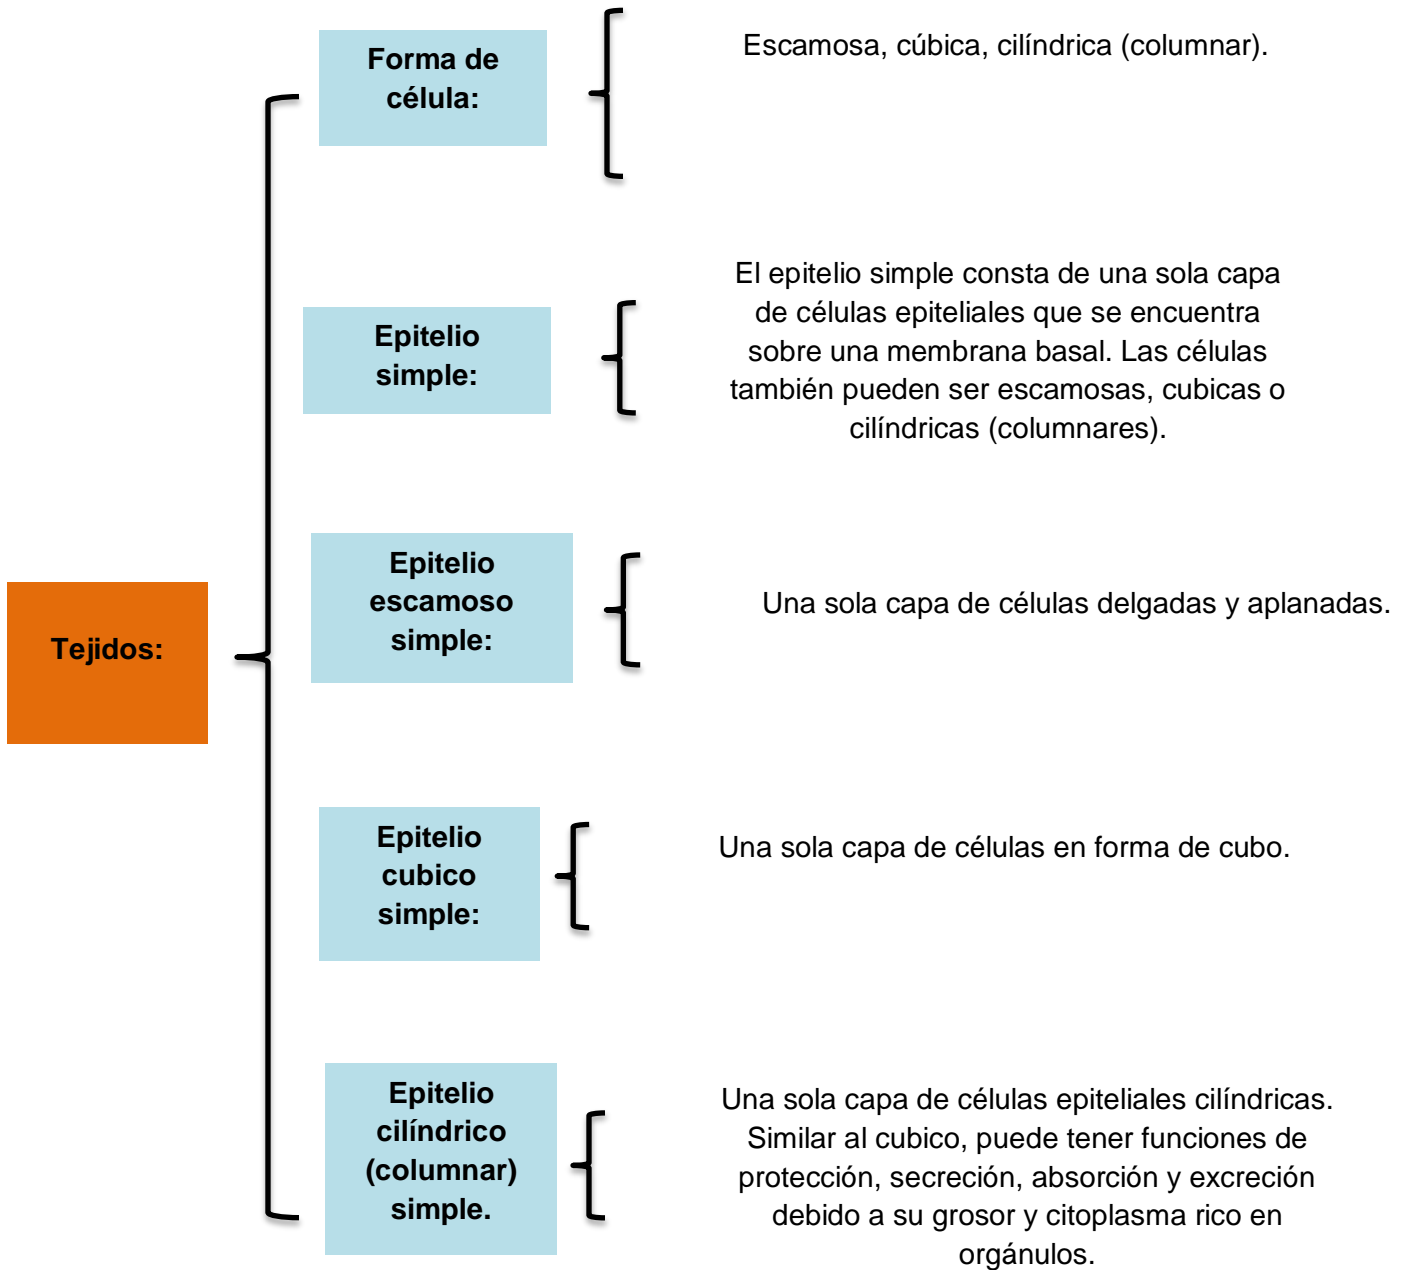 Tejidos:
Forma de
célula:
Escamosa, cúbica, cilíndrica (columnar).
Epitelio
simple:
El epitelio simple consta de una sola capa
de células epiteliales que se encuentra
sobre una membrana basal. Las células
también pueden ser escamosas, cubicas o
cilíndricas (columnares).
Epitelio
escamoso
simple:
Una sola capa de células delgadas y aplanadas.
Epitelio
cubico
simple:
Una sola capa de células en forma de cubo.
Epitelio
cilíndrico
(columnar)
simple.
Una sola capa de células epiteliales cilíndricas.
Similar al cubico, puede tener funciones de
protección, secreción, absorción y excreción
debido a su grosor y citoplasma rico en
orgánulos.